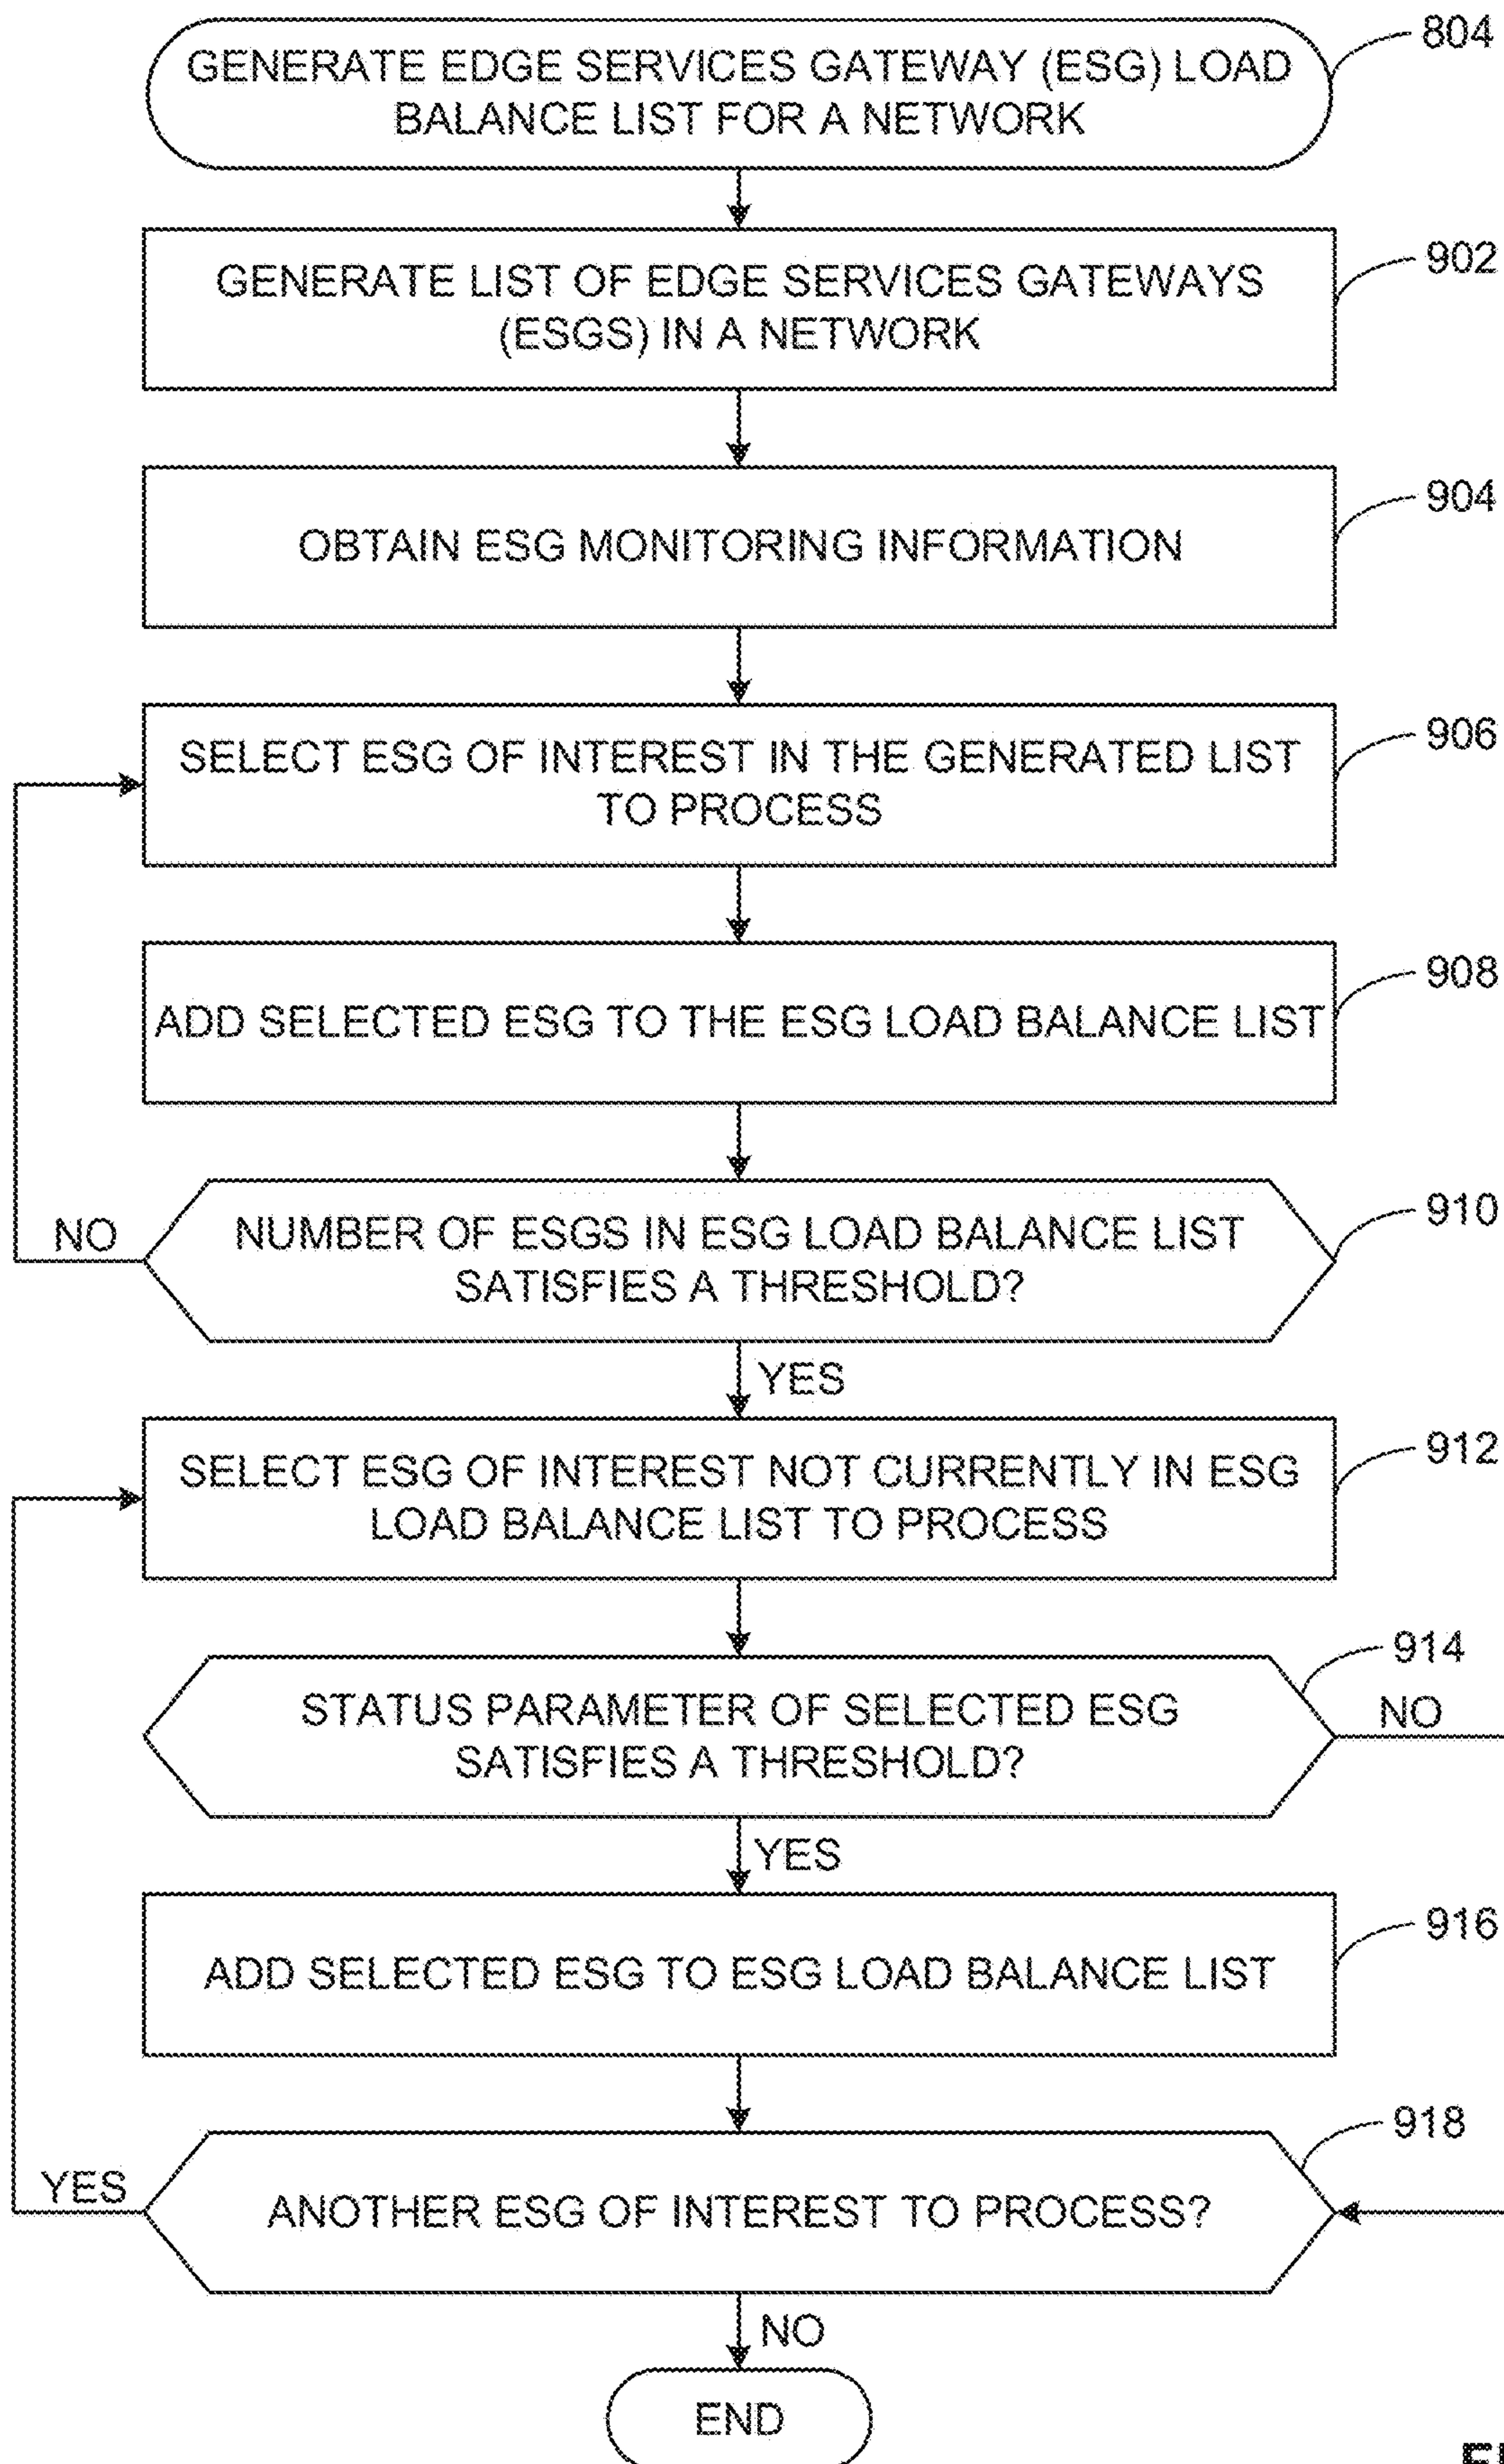 GENERATE EDGE SERVICES GATEWAY (ESG) LOAD
BALANCE LIST FOR A NETWORK
804
GENERATE LIST OF EDGE SERVICES GATEWAYS
(ESGS) IN A NETWORK
902
OBTAIN ESG MONITORING INFORMATION
904
SELECT ESG OF INTEREST IN THE GENERATED LIST
TO PROCESS
906
ADD SELECTED ESG TO THE ESG LOAD BALANCE LIST
908
NUMBER OF ESGS IN ESG LOAD BALANCE LIST
SATISFIES A THRESHOLD?
910
NO
YES
SELECT ESG OF INTEREST NOT CURRENTLY IN ESG
LOAD BALANCE LIST TO PROCESS
912
STATUS PARAMETER OF SELECTED ESG
SATISFIES A THRESHOLD?
914
NO
YES
ADD SELECTED ESG TO ESG LOAD BALANCE LIST
916
ANOTHER ESG OF INTEREST TO PROCESS?
918
YES
NO
END